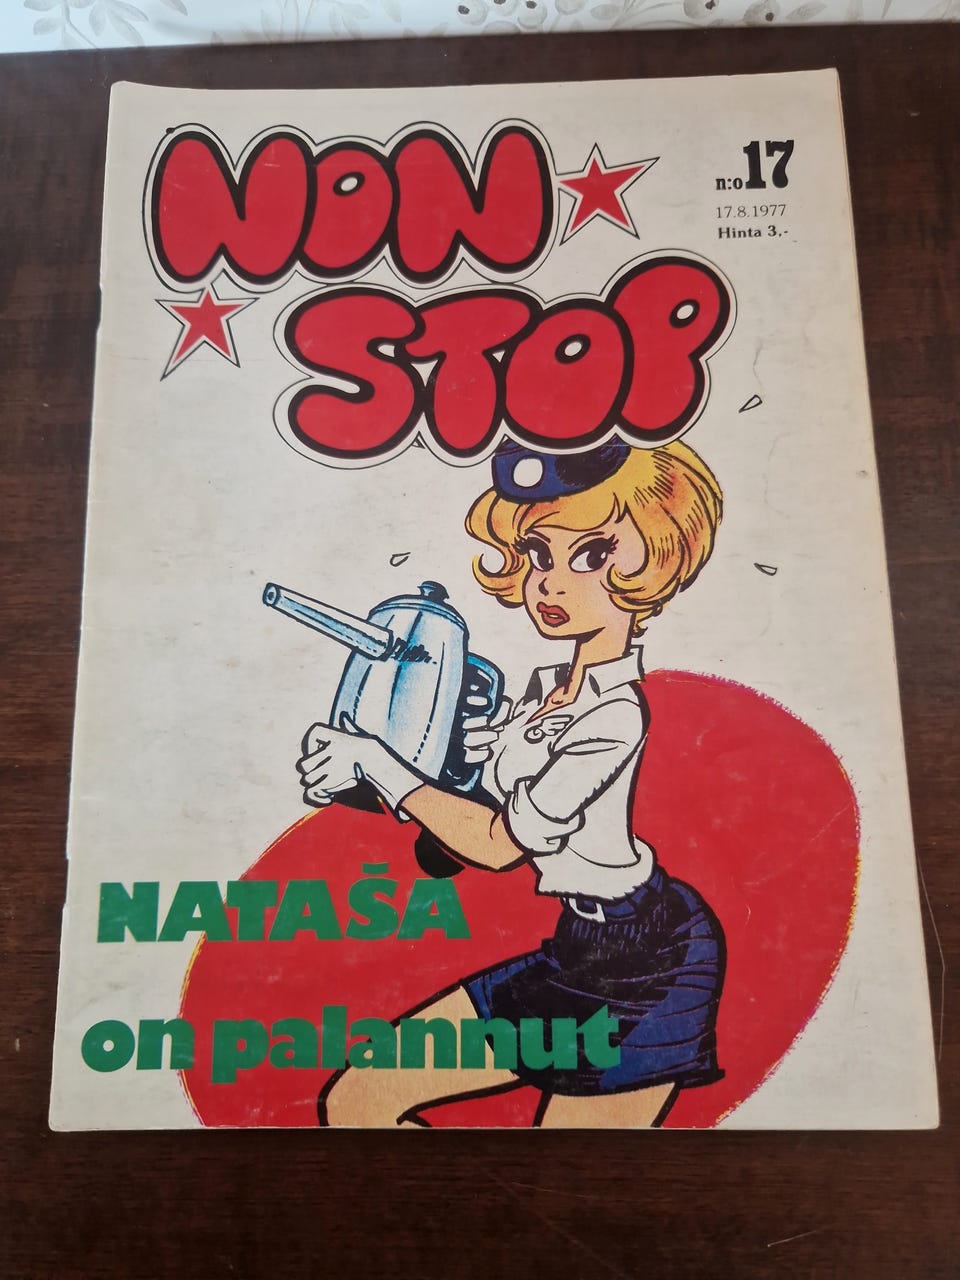 NON
STOP
n:o 17
17.8.1977
Hinta 3,-
NATAŠA
on palannut